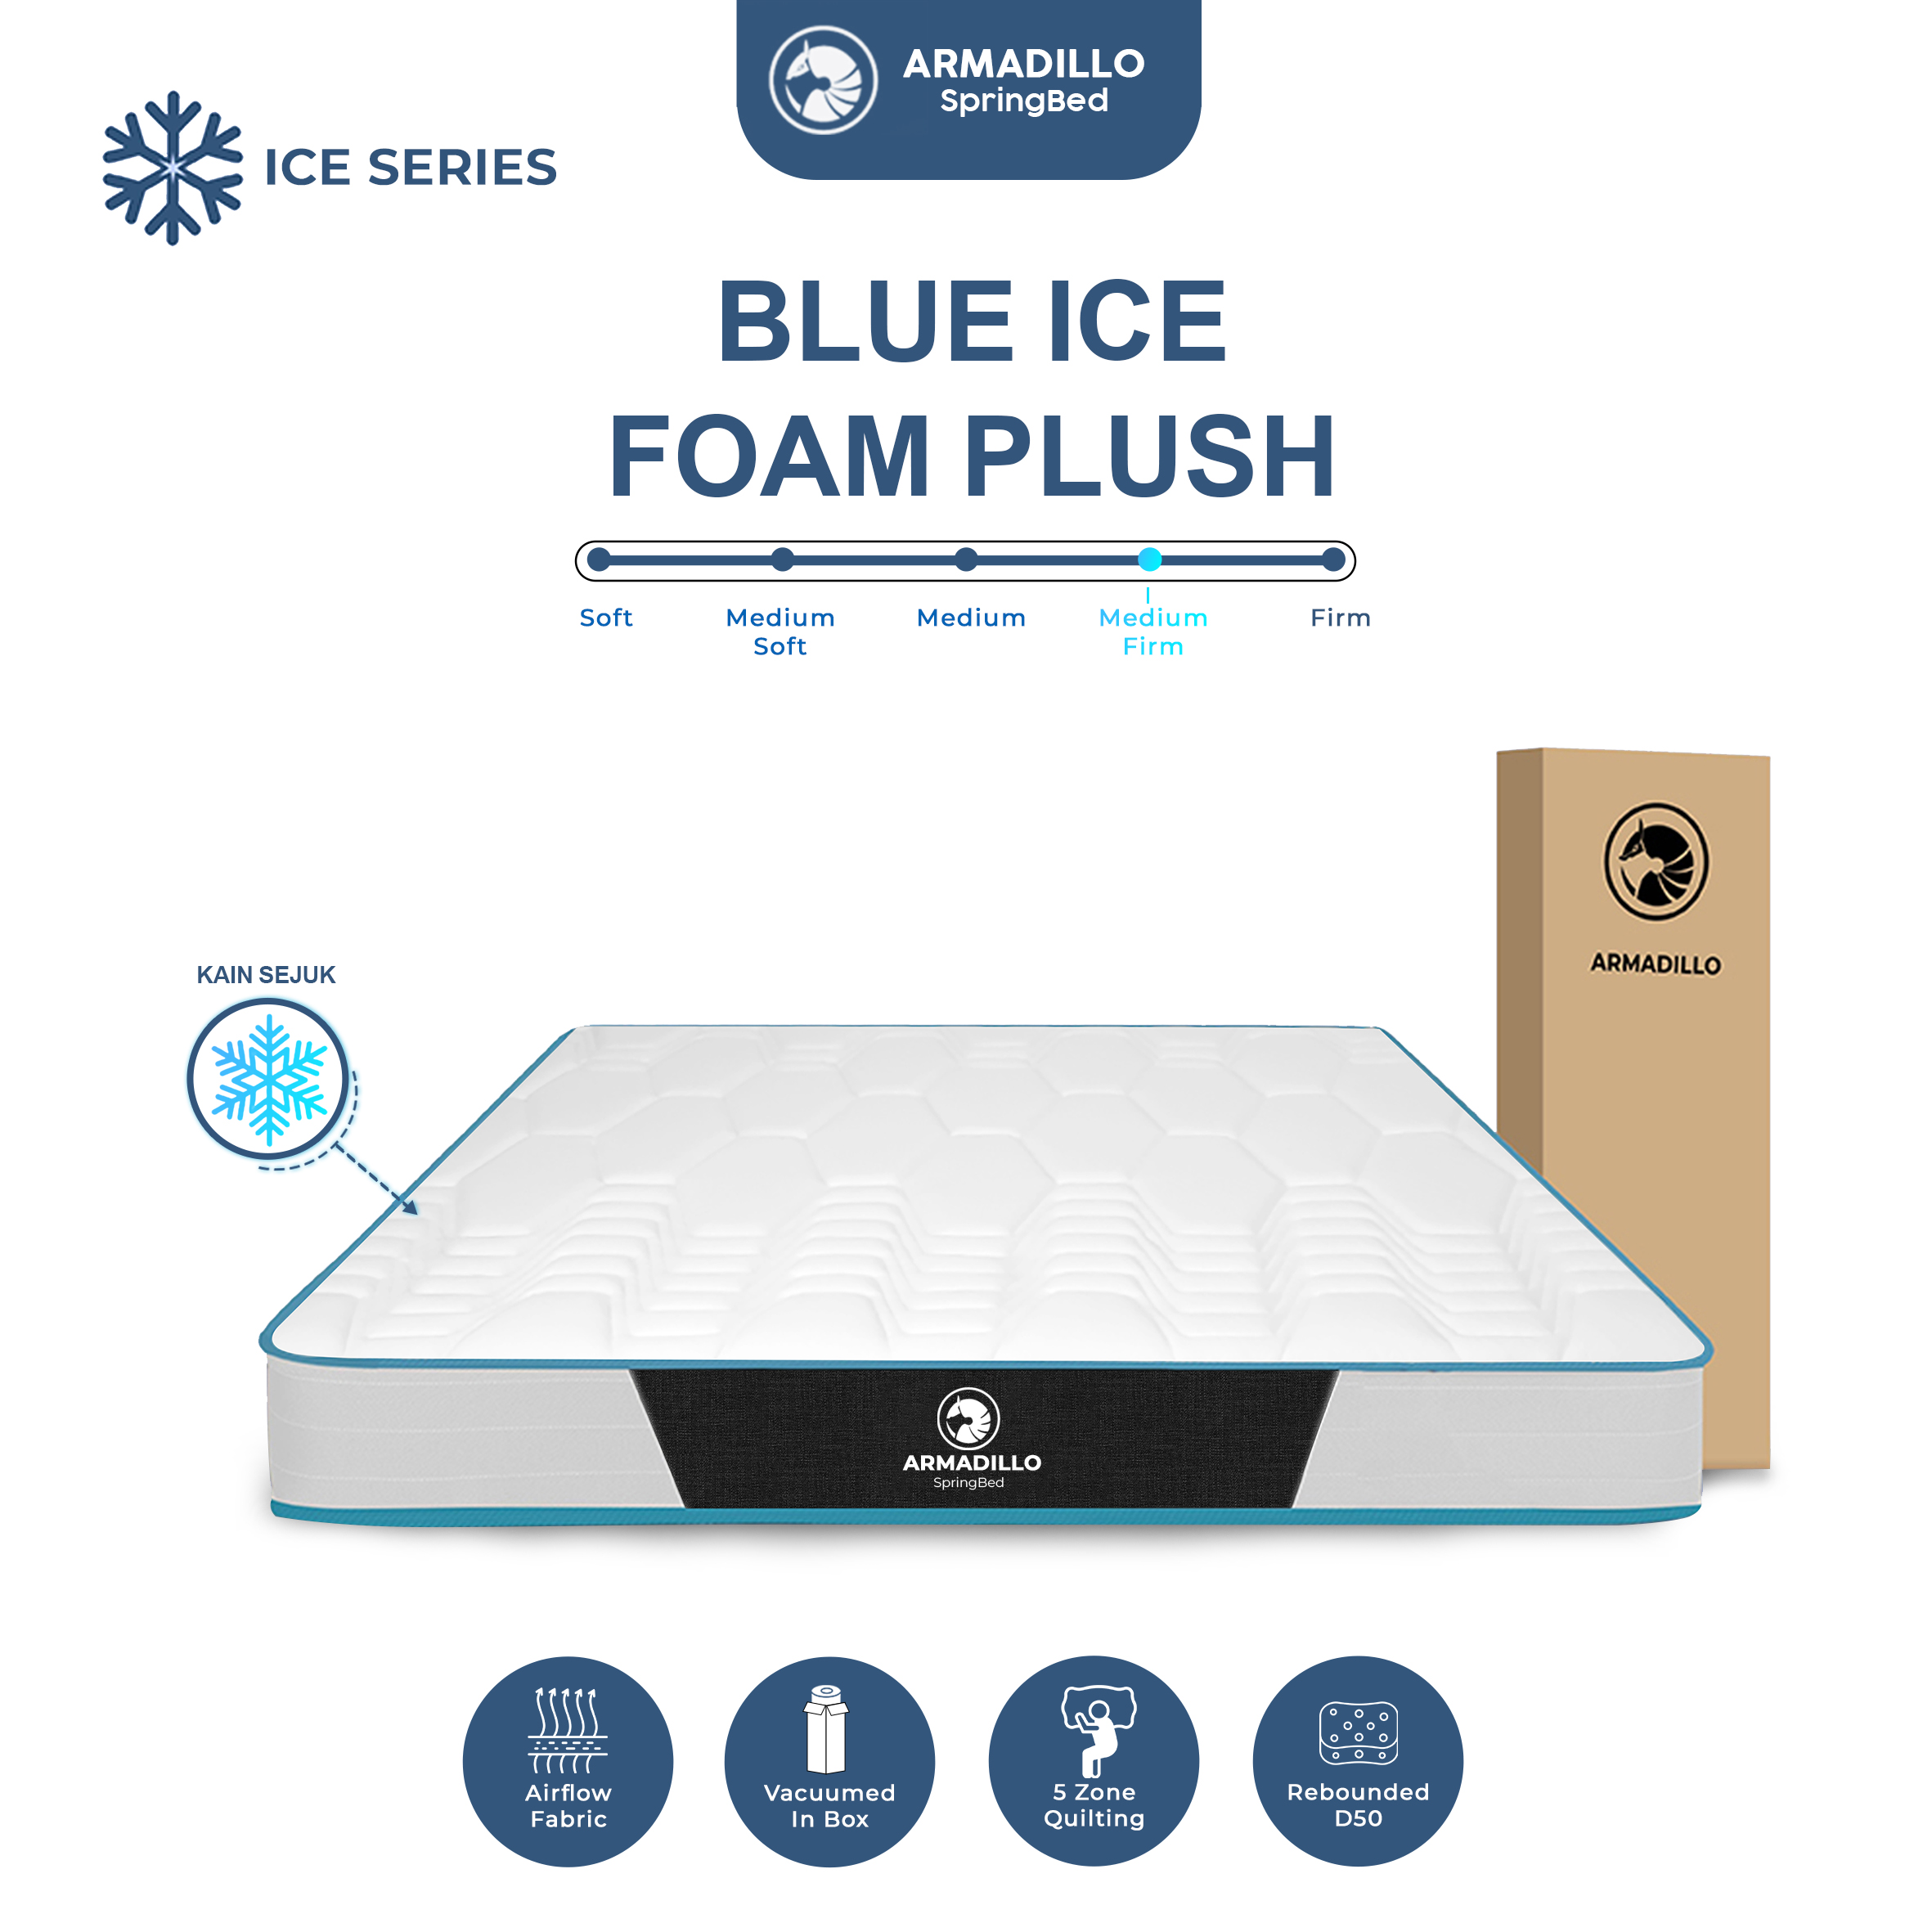 ARMADILLO
SpringBed
ICE SERIES
BLUE ICE
FOAM PLUSH
Soft
Medium
Soft
Medium
Medium
Firm
Firm
ARMADILLO
KAIN SEJUK
ARMADILLO
SpringBed
Airflow
Fabric
Vacuumed
In Box
5 Zone
Quilting
Rebounded
D50